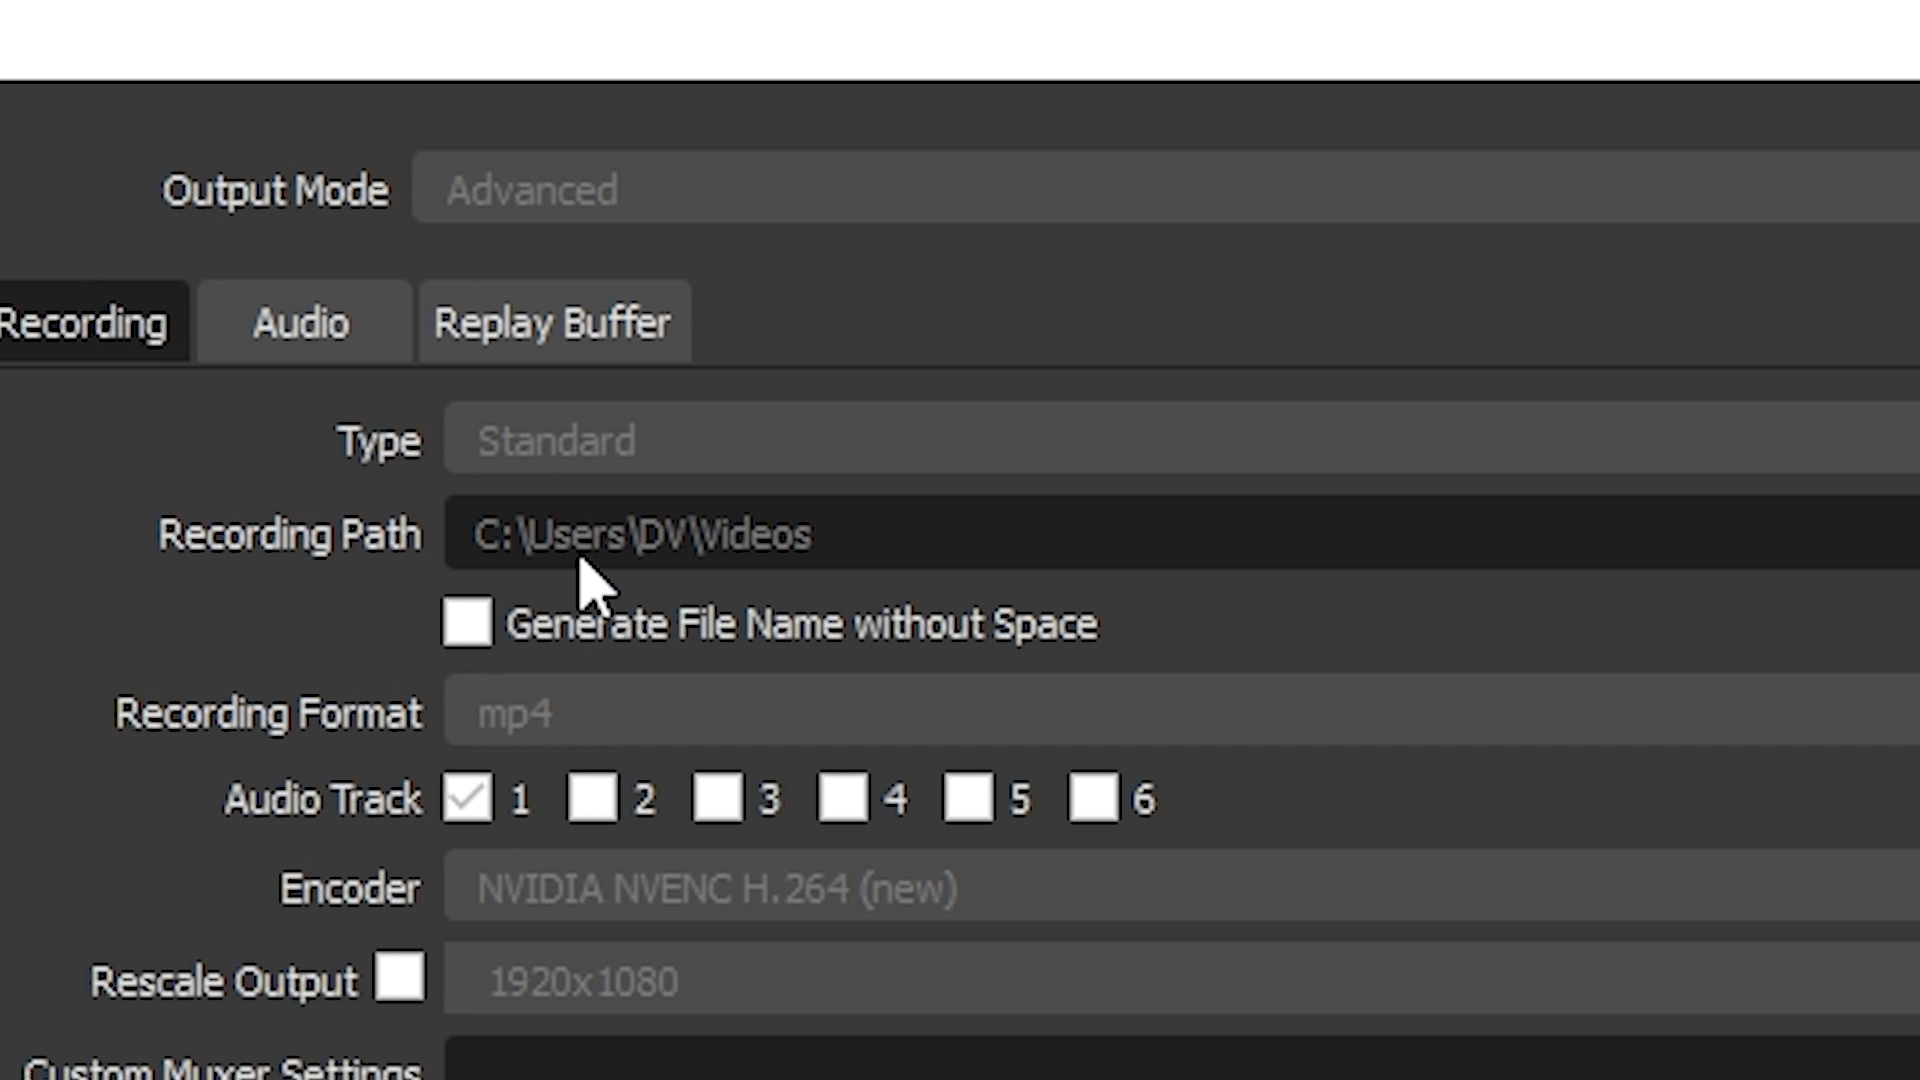 Output Mode Advanced
Recording Audio Replay Buffer
Type Standard
Recording Path C:\Users\DV\Videos
Generate File Name without Space
Recording Format mp4
Audio Track 1 2 3 4 5 6
Encoder NVIDIA NVENC H.264 (new)
Rescale Output 1920x1080
Custom Muxer Settings